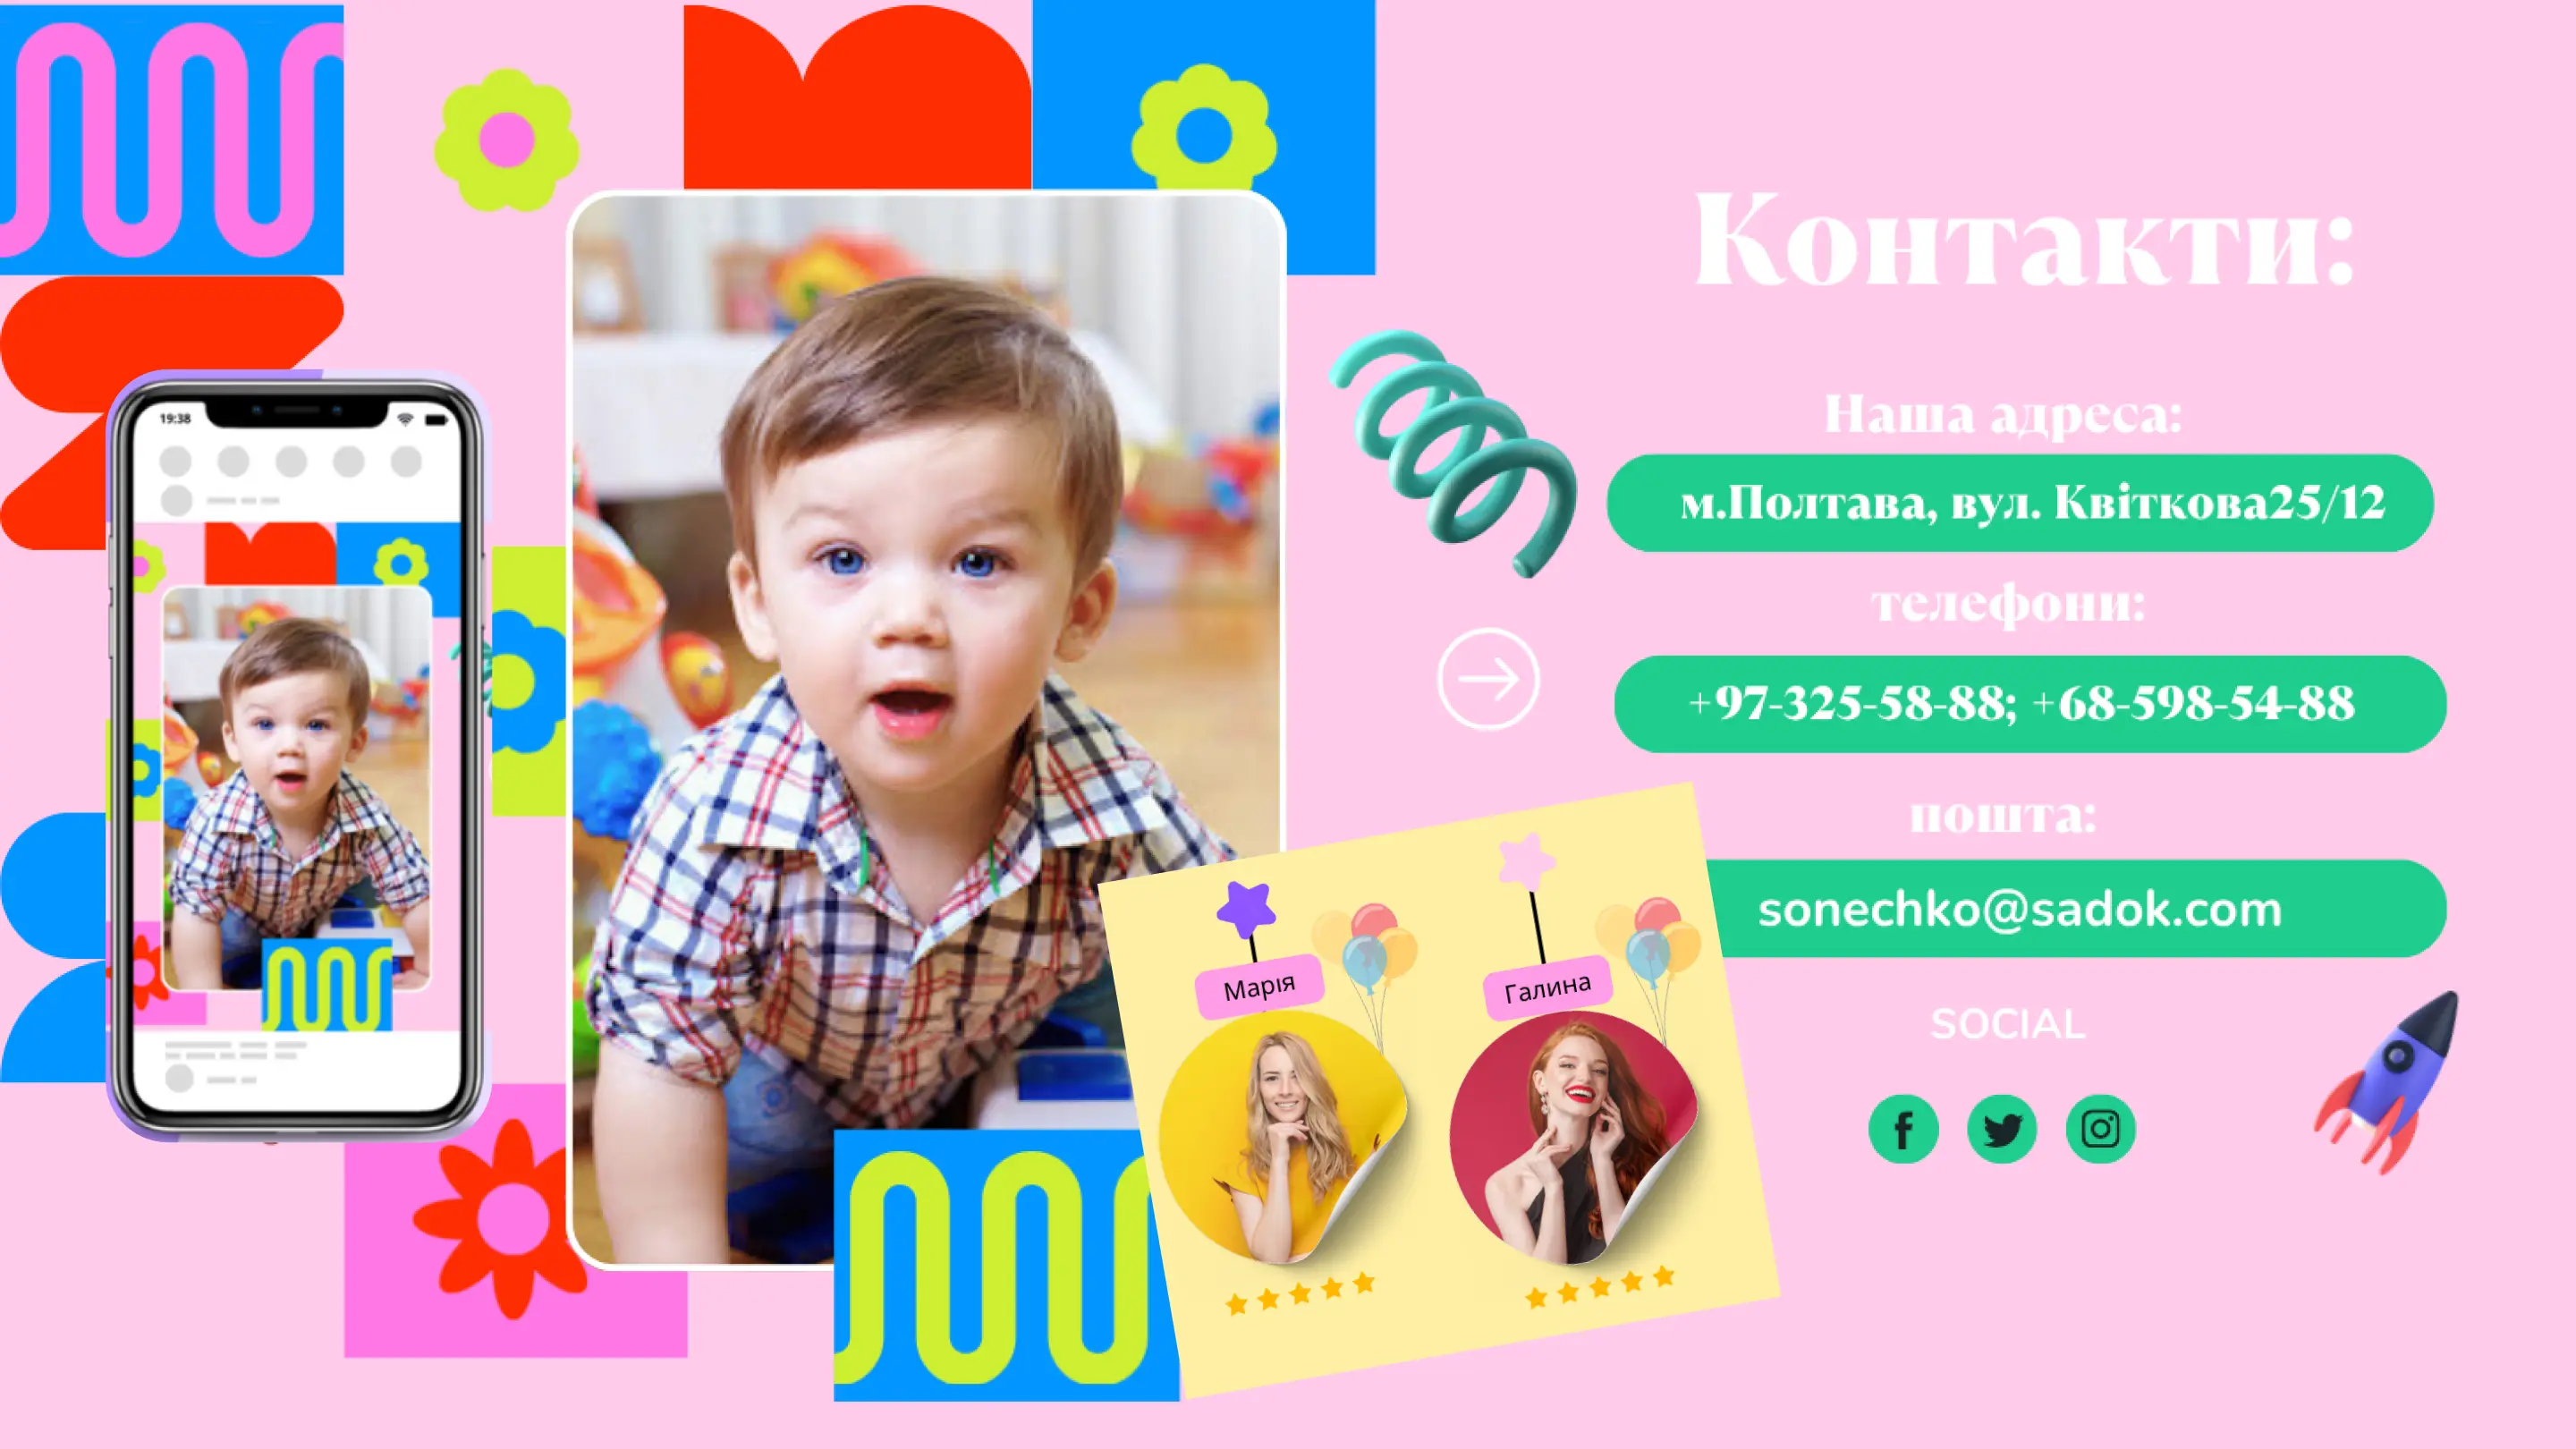 Контакти:
Наша адреса:
м.Полтава, вул. Квіткова25/12
телефони:
+97-325-58-88; +68-598-54-88
пошта:
sonechko@sadok.com
SOCIAL
19:38
Марія
Галина